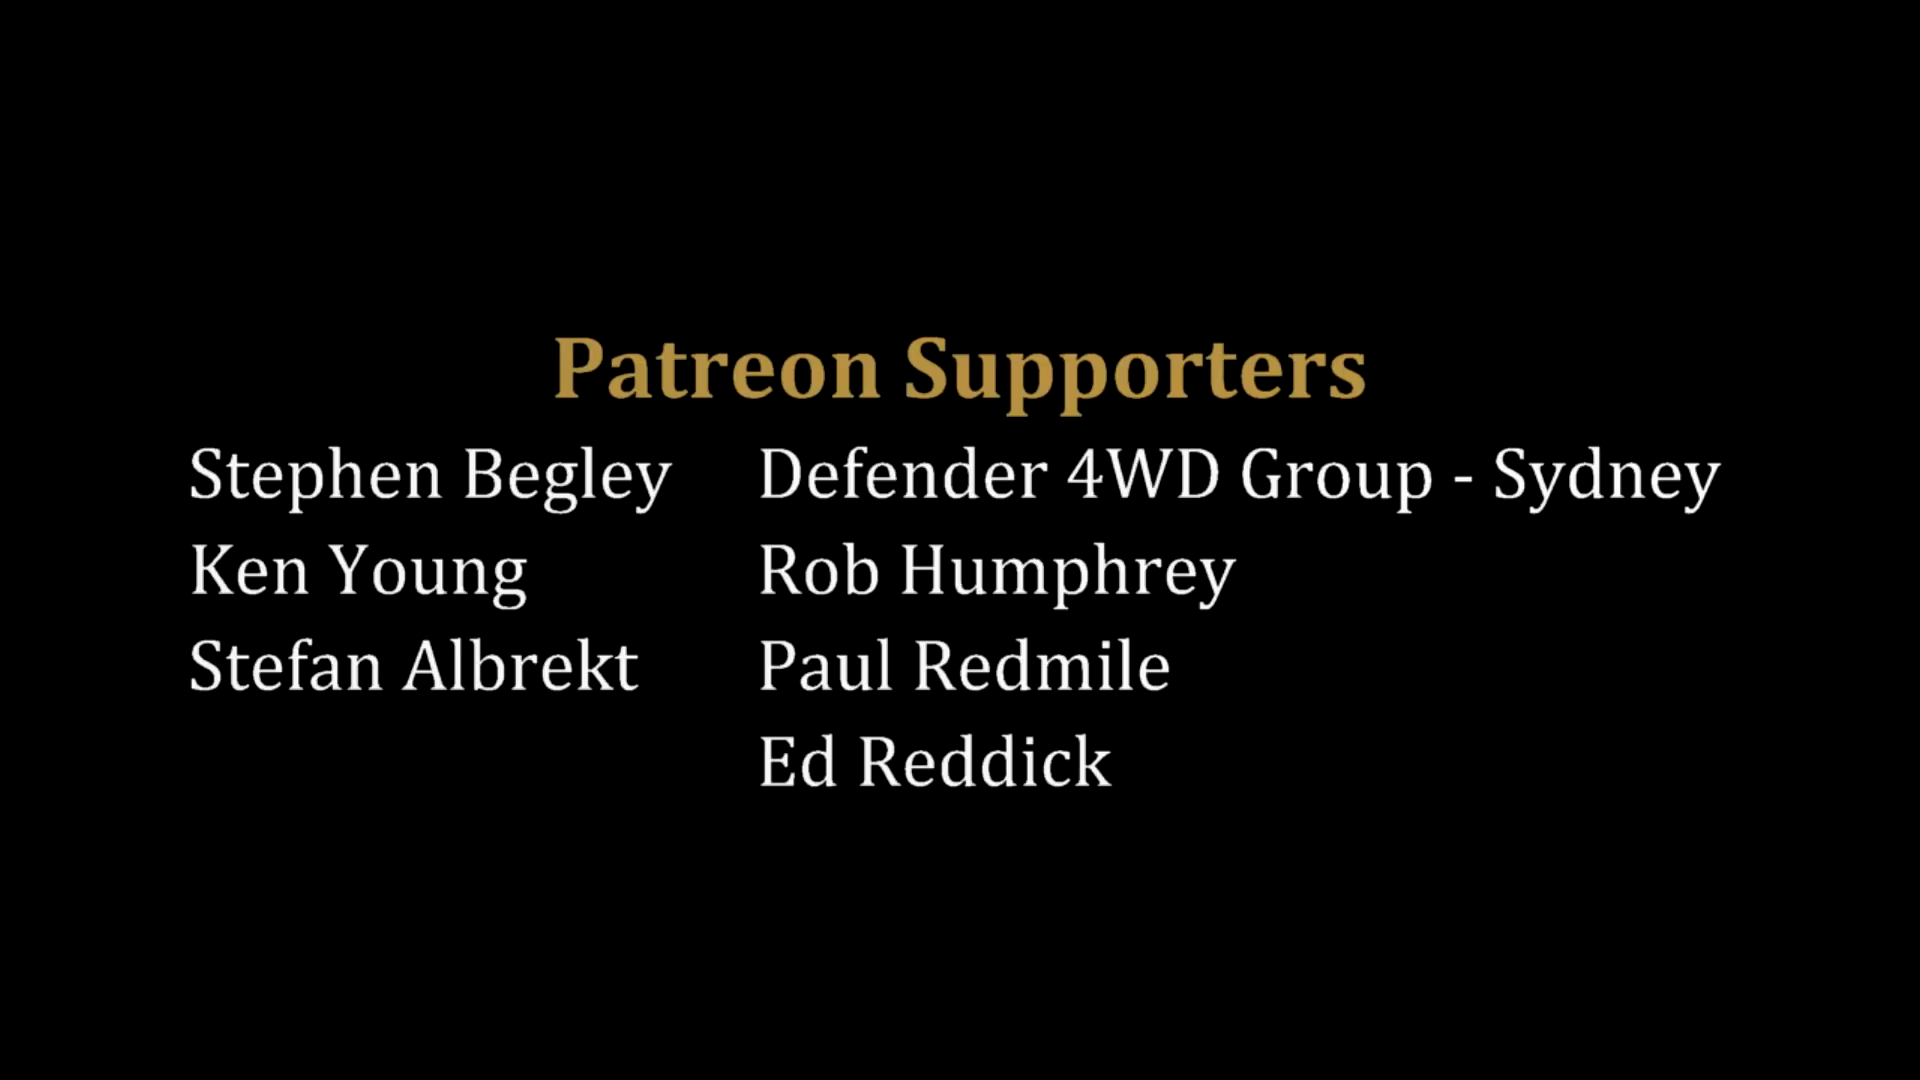 Patreon Supporters
Stephen Begley
Ken Young
Stefan Albrekt
Defender 4WD Group - Sydney
Rob Humphrey
Paul Redmile
Ed Reddick